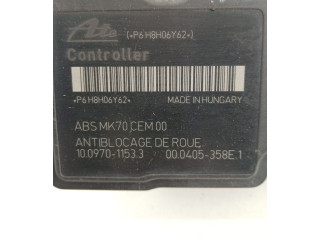 Ate (*P6H8H06Y62*)
Controller
*P6H8H06Y62* MADE IN HUNGARY
ABS MK70 CEM 00
ANTIBLOCAGE DE ROUE
10.0970-1153.3 00.0405-358E.1